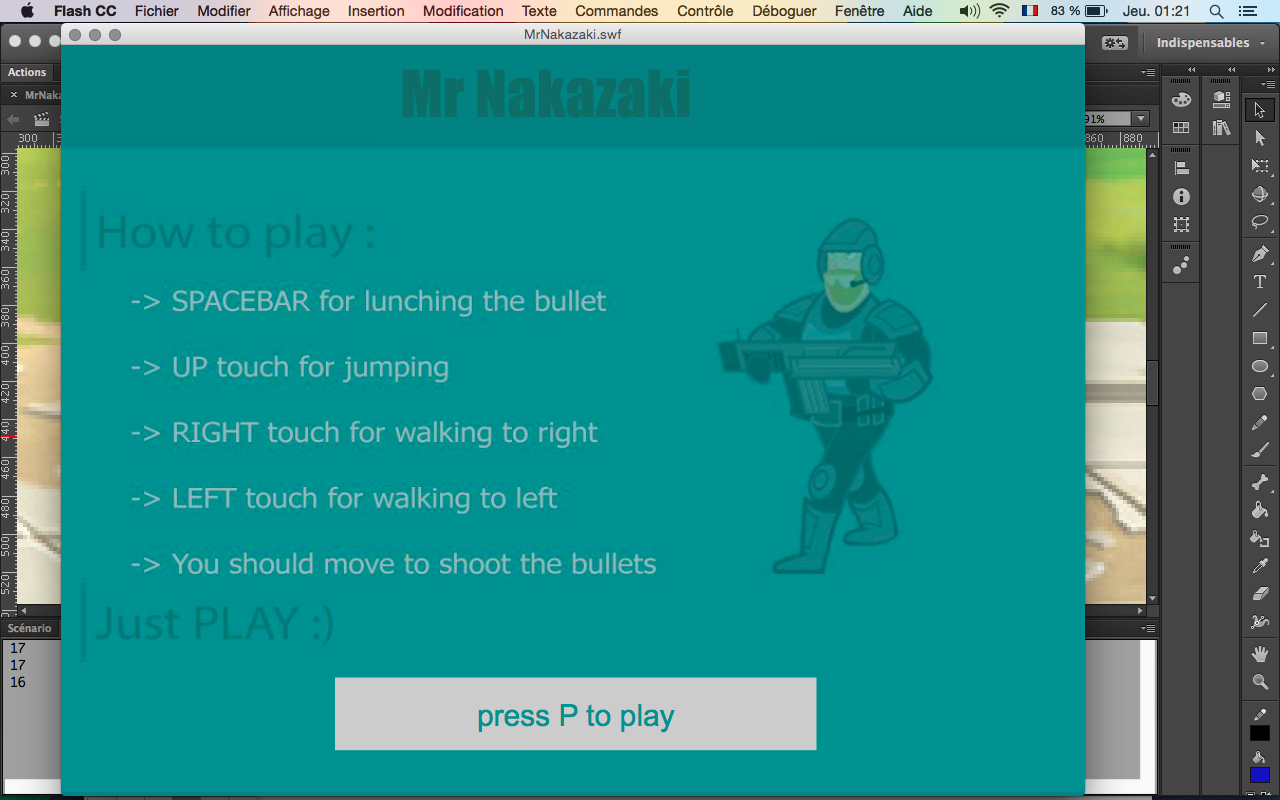 Flash CC Fichier Modifier Affichage Insertion Modification Texte Commandes Contrôle Déboguer Fenêtre Aide 83 % Jeu. 01:21
MrNakazaki.swf
Indispensables
Actions
Mr Nakazaki
× MrNaka
91%
300
860 880
300
320
340
360
380
400
420
440
460
480
500
520
How to play :
-> SPACEBAR for lunching the bullet
-> UP touch for jumping
-> RIGHT touch for walking to right
-> LEFT touch for walking to left
-> You should move to shoot the bullets
Just PLAY :)
Scénario
17
17
16
press P to play